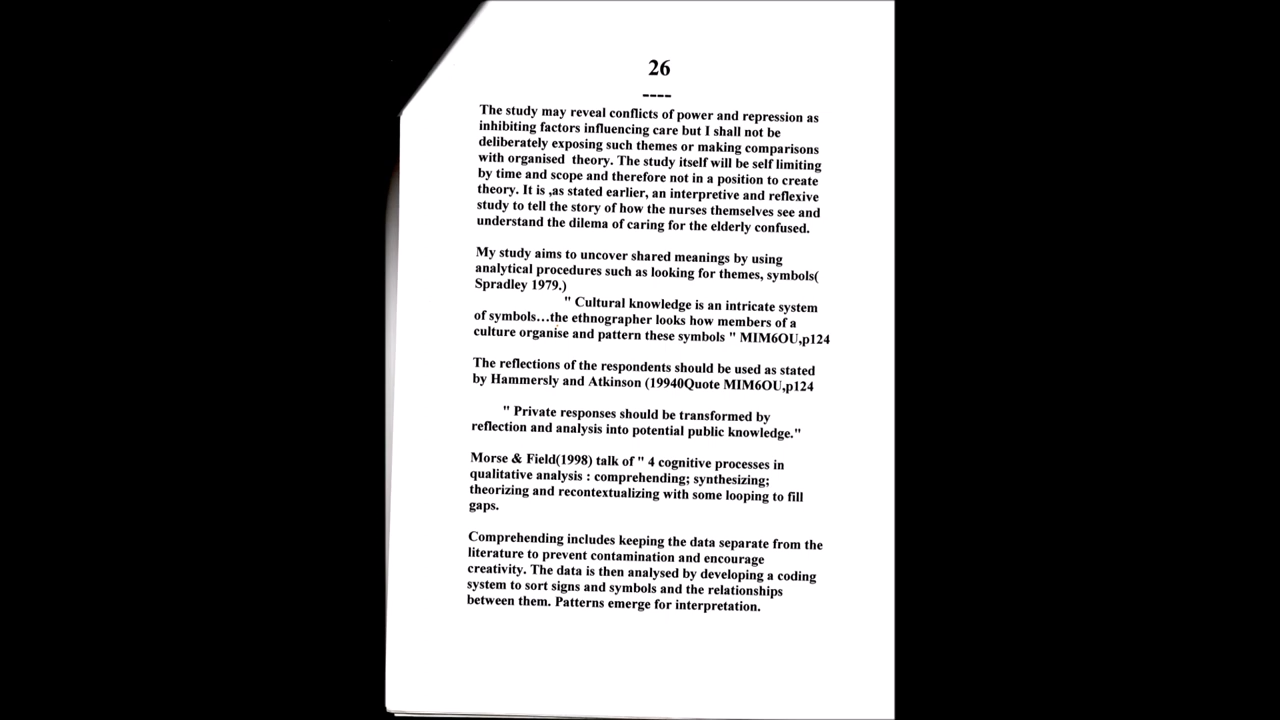 26
----
The study may reveal conflicts of power and repression as
inhibiting factors influencing care but I shall not be
deliberately exposing such themes or making comparisons
with organised  theory. The study itself will be self limiting
by time and scope and therefore not in a position to create
theory. It is ,as stated earlier, an interpretive and reflexive
study to tell the story of how the nurses themselves see and
understand the dilema of caring for the elderly confused.
My study aims to uncover shared meanings by using
analytical procedures such as looking for themes, symbols(
Spradley 1979.)
" Cultural knowledge is an intricate system
of symbols...the ethnographer looks how members of a
culture organise and pattern these symbols " MIM6OU,p124
The reflections of the respondents should be used as stated
by Hammersly and Atkinson (19940Quote MIM6OU,p124
" Private responses should be transformed by
reflection and analysis into potential public knowledge."
Morse & Field(1998) talk of " 4 cognitive processes in
qualitative analysis : comprehending; synthesizing;
theorizing and recontextualizing with some looping to fill
gaps.
Comprehending includes keeping the data separate from the
literature to prevent contamination and encourage
creativity. The data is then analysed by developing a coding
system to sort signs and symbols and the relationships
between them. Patterns emerge for interpretation.